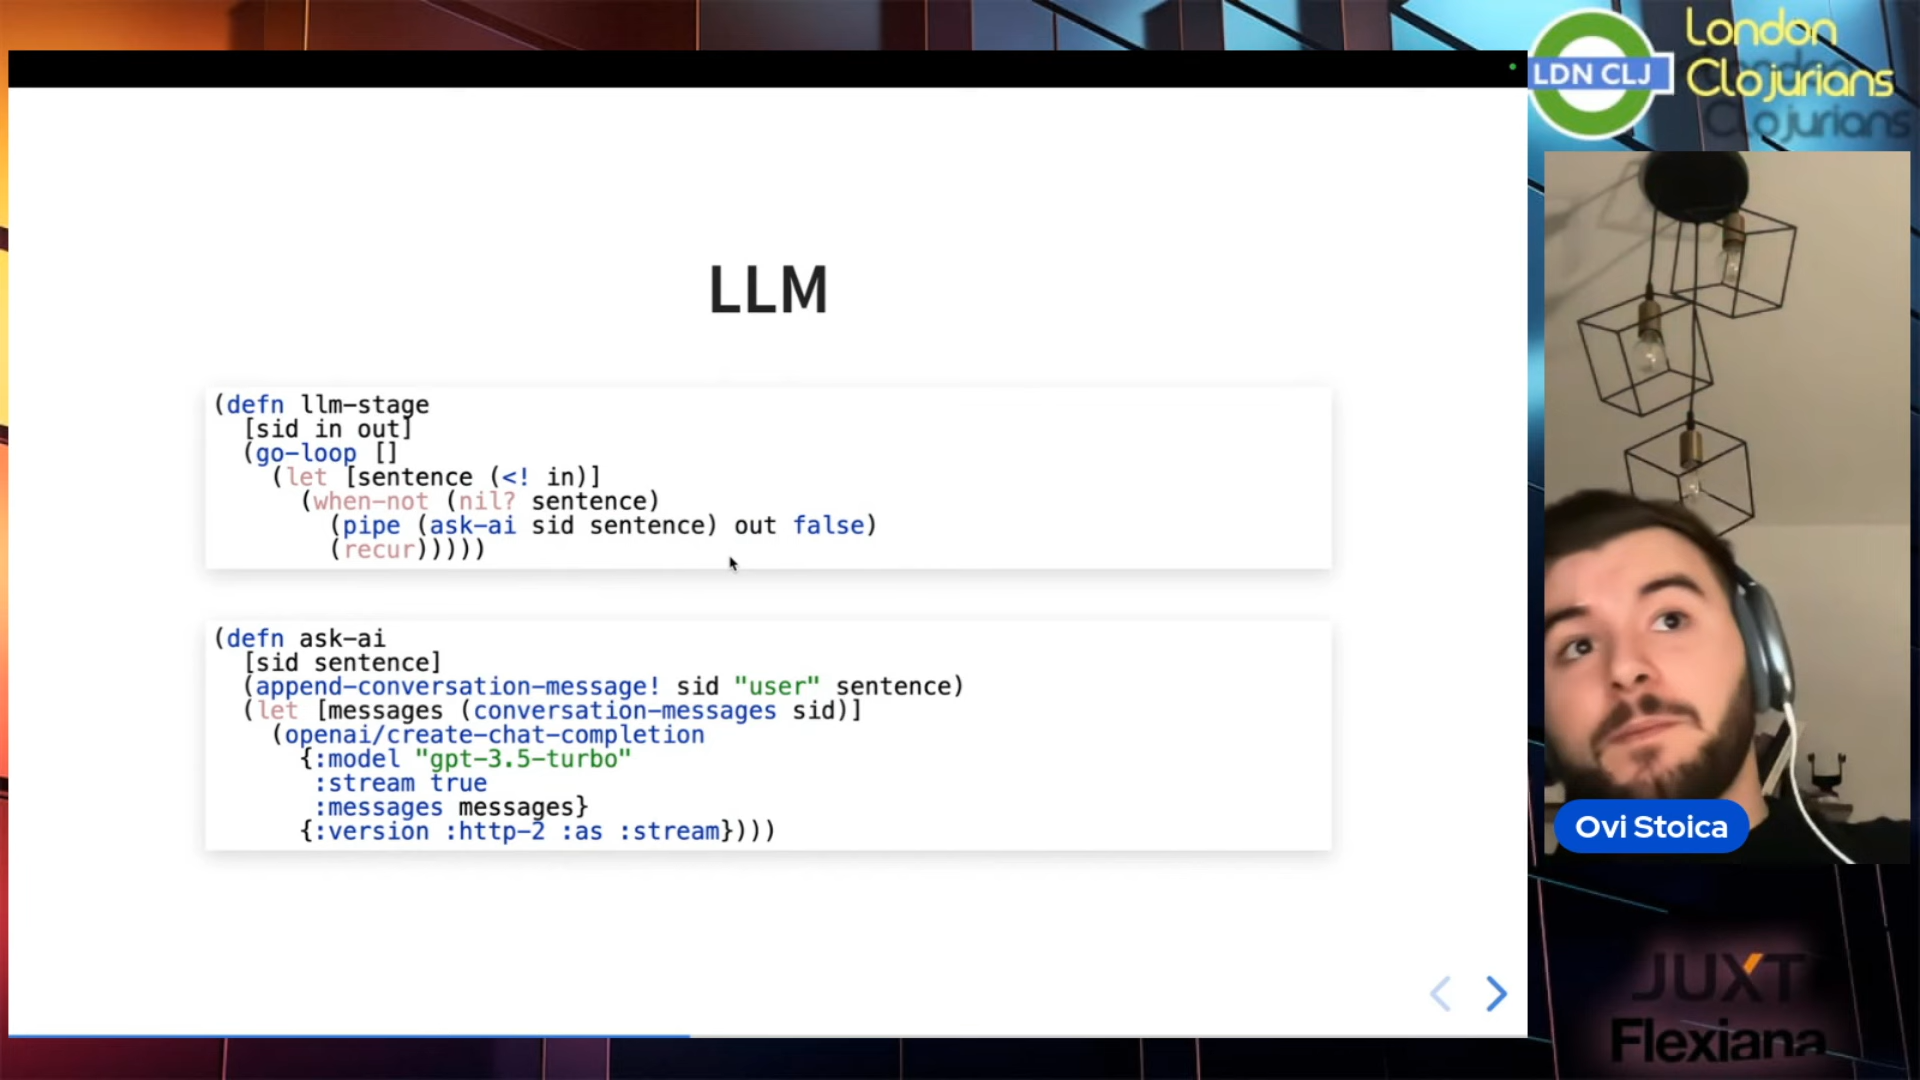 LLM
(defn llm-stage
  [sid in out]
  (go-loop []
    (let [sentence (<! in)]
      (when-not (nil? sentence)
        (pipe (ask-ai sid sentence) out false)
        (recur)))))
(defn ask-ai
  [sid sentence]
  (append-conversation-message! sid "user" sentence)
  (let [messages (conversation-messages sid)]
    (openai/create-chat-completion
      {:model "gpt-3.5-turbo"
       :stream true
       :messages messages}
      {:version :http-2 :as :stream})))
LDN CLJ
London
Clojurians
Clojurians
Ovi Stoica
JUXT
Flexiana